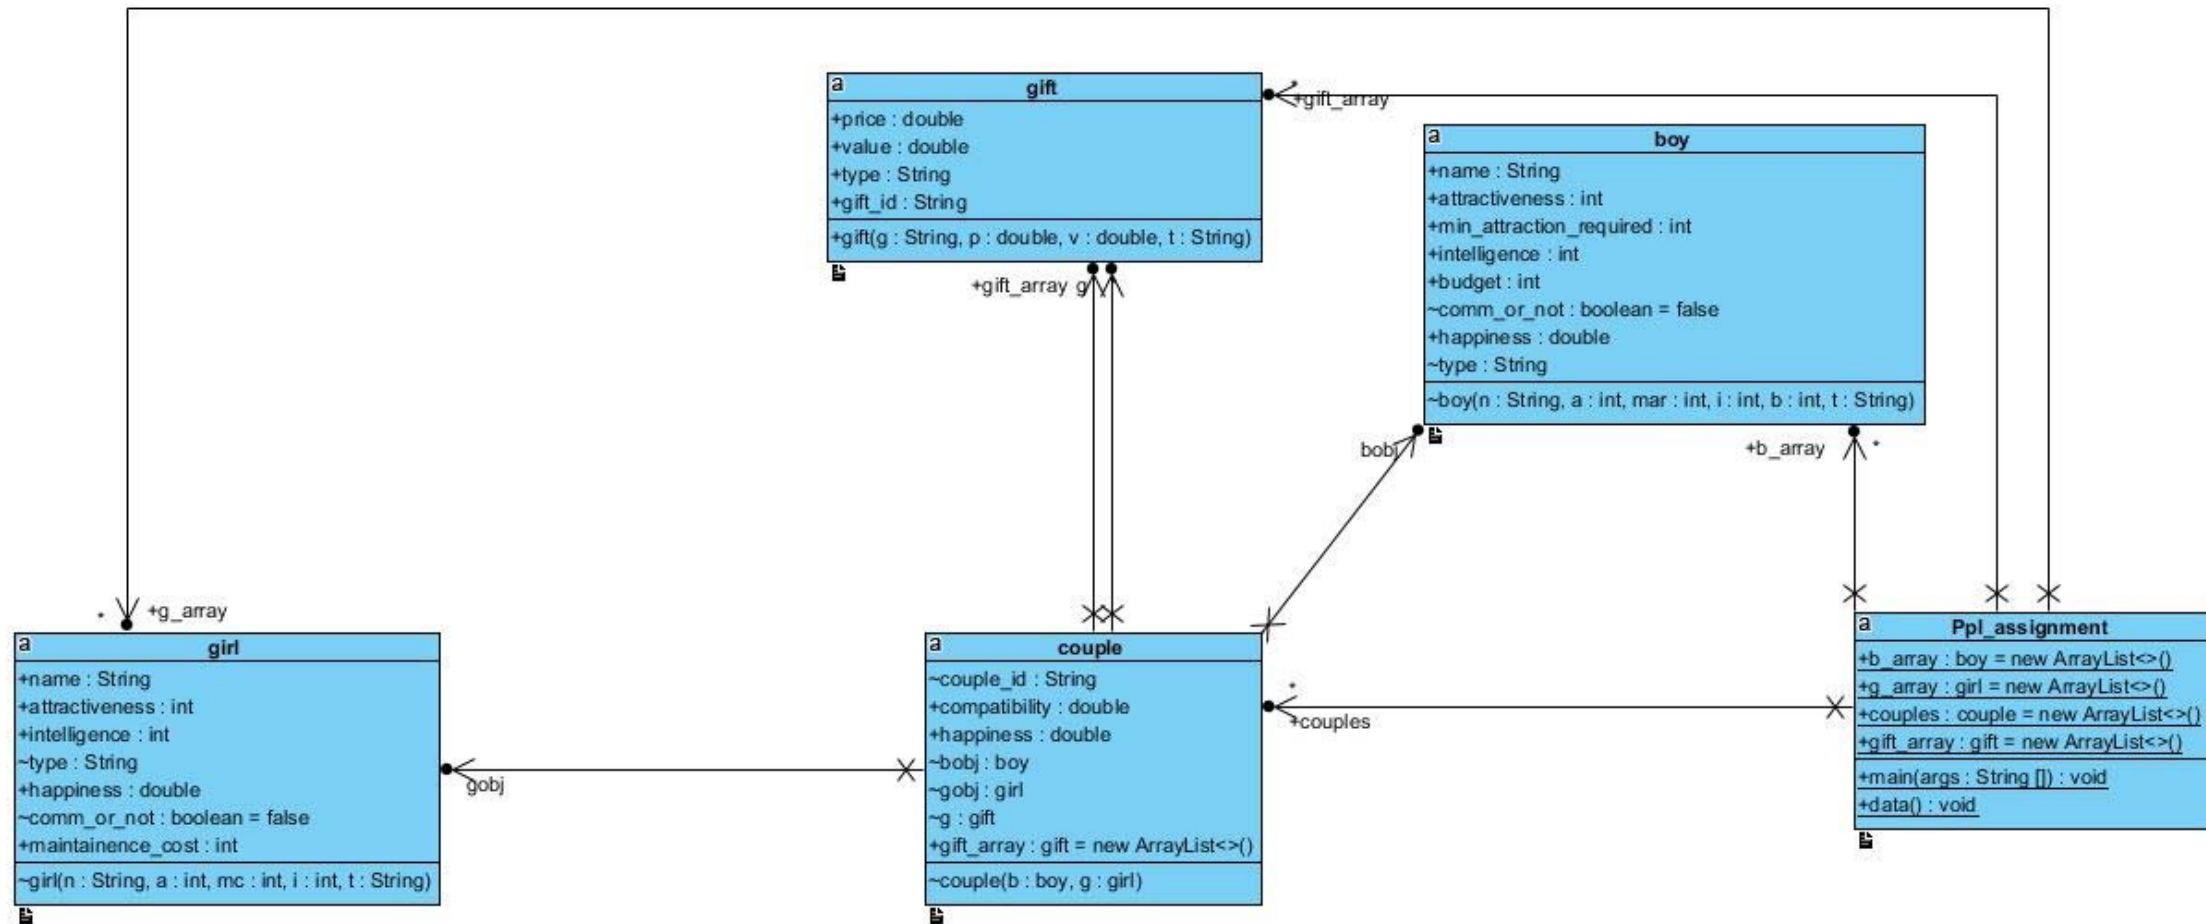 a
gift
+price : double
+value : double
+type : String
+gift_id : String
+gift(g : String, p : double, v : double, t : String)
*
+gift_array
+gift_array g
a
boy
+name : String
+attractiveness : int
+min_attraction_required : int
+intelligence : int
+budget : int
~comm_or_not : boolean = false
+happiness : double
~type : String
~boy(n : String, a : int, mar : int, i : int, b : int, t : String)
bobj
+b_array *
* +g_array
a
girl
+name : String
+attractiveness : int
+intelligence : int
~type : String
+happiness : double
~comm_or_not : boolean = false
+maintainence_cost : int
~girl(n : String, a : int, mc : int, i : int, t : String)
gobj
a
couple
~couple_id : String
+compatibility : double
+happiness : double
~bobj : boy
~gobj : girl
~g : gift
+gift_array : gift = new ArrayList<>()
~couple(b : boy, g : girl)
*
+couples
a
Ppl_assignment
+b_array : boy = new ArrayList<>()
+g_array : girl = new ArrayList<>()
+couples : couple = new ArrayList<>()
+gift_array : gift = new ArrayList<>()
+main(args : String []) : void
+data() : void